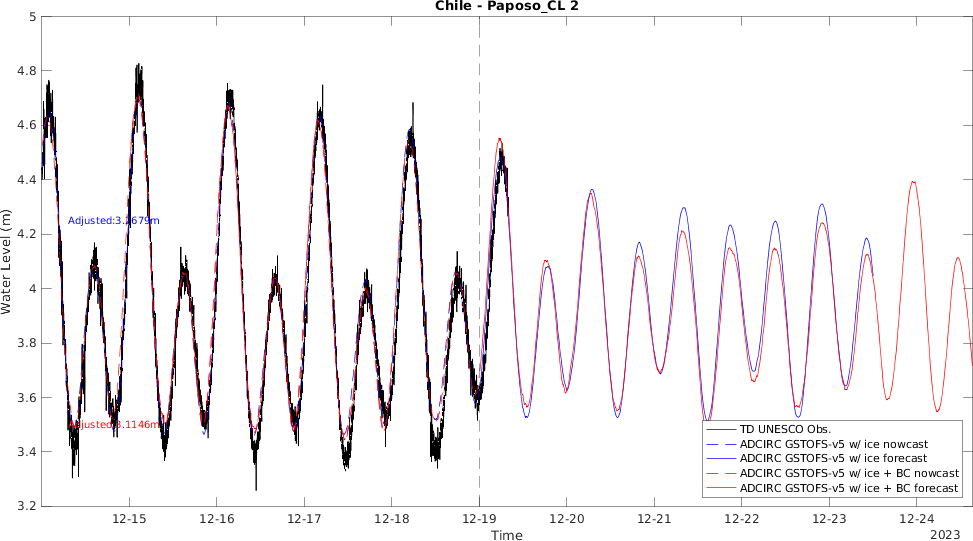 Chile - Paposo_CL 2
5
4.8
4.6
4.4
4.2
4
3.8
3.6
3.4
3.2
Water Level (m)
Adjusted:3.1146m
TD UNESCO Obs.
ADCIRC GSTOFS-v5 w/ ice nowcast
ADCIRC GSTOFS-v5 w/ ice forecast
ADCIRC GSTOFS-v5 w/ ice + BC nowcast
ADCIRC GSTOFS-v5 w/ ice + BC forecast
12-15
12-16
12-17
12-18
12-19
12-20
12-21
12-22
12-23
12-24
Time
2023